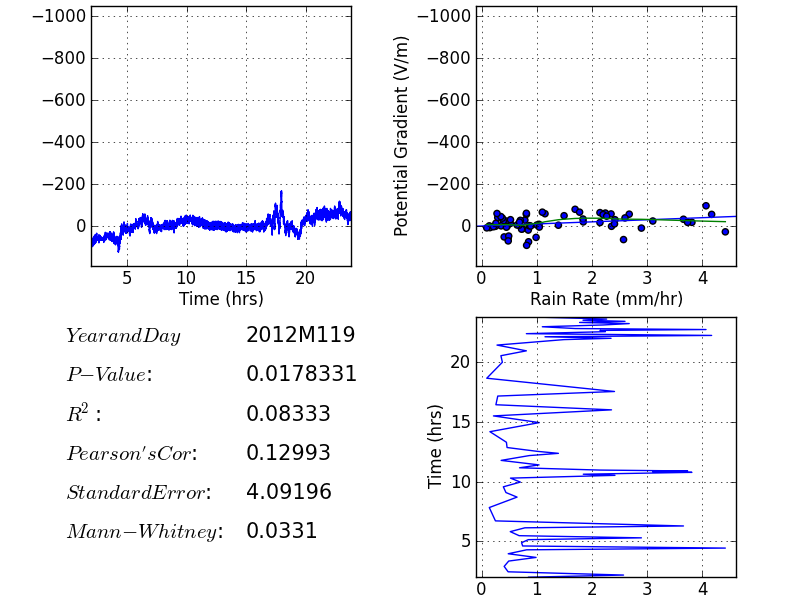 −1050
−800
−600
−400
−200
0
5 10 15 20
Time (hrs)
Potential Gradient (V/m)
−1000
−800
−600
−400
−200
0
0 1 2 3 4
Rain Rate (mm/hr)
YearandDay 2012M119
P−Value: 0.0178331
R² : 0.08333
Pearson'sCor: 0.12993
StandardError: 4.09196
Mann−Whitney: 0.0331
Time (hrs)
20
15
10
5
0 1 2 3 4